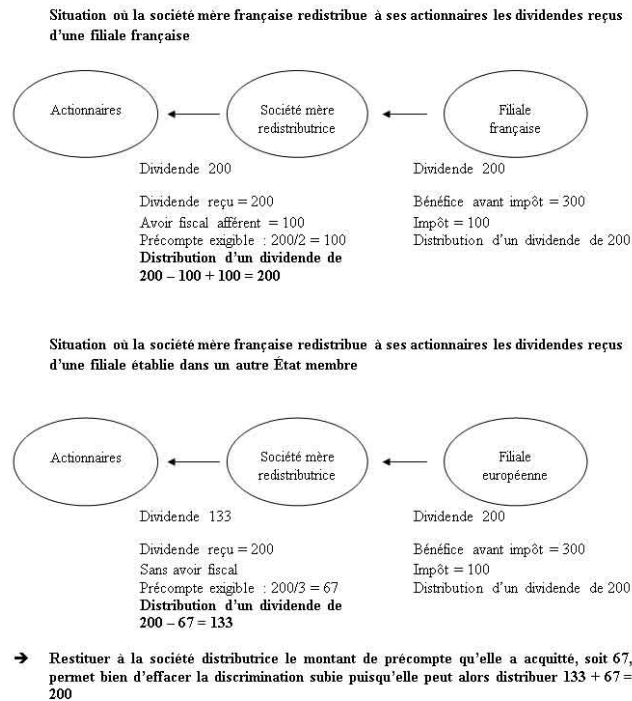 Situation où la société mère française redistribue à ses actionnaires les dividendes reçus
d'une filiale française
Actionnaires
Société mère
redistributrice
Filiale
française
Dividende 200
Dividende reçu = 200
Avoir fiscal afférent = 100
Précompte exigible : 200/2 = 100
Distribution d'un dividende de
200 – 100 + 100 = 200
Dividende 200
Bénéfice avant impôt = 300
Impôt = 100
Distribution d'un dividende de 200
Situation où la société mère française redistribue à ses actionnaires les dividendes reçus
d'une filiale établie dans un autre État membre
Actionnaires
Société mère
redistributrice
Filiale
européenne
Dividende 133
Dividende reçu = 200
Sans avoir fiscal
Précompte exigible : 200/3 = 67
Distribution d'un dividende de
200 – 67 = 133
Dividende 200
Bénéfice avant impôt = 300
Impôt = 100
Distribution d'un dividende de 200
➔ Restituer à la société distributrice le montant de précompte qu'elle a acquitté, soit 67,
permet bien d'effacer la discrimination subie puisqu'elle peut alors distribuer 133 + 67 =
200